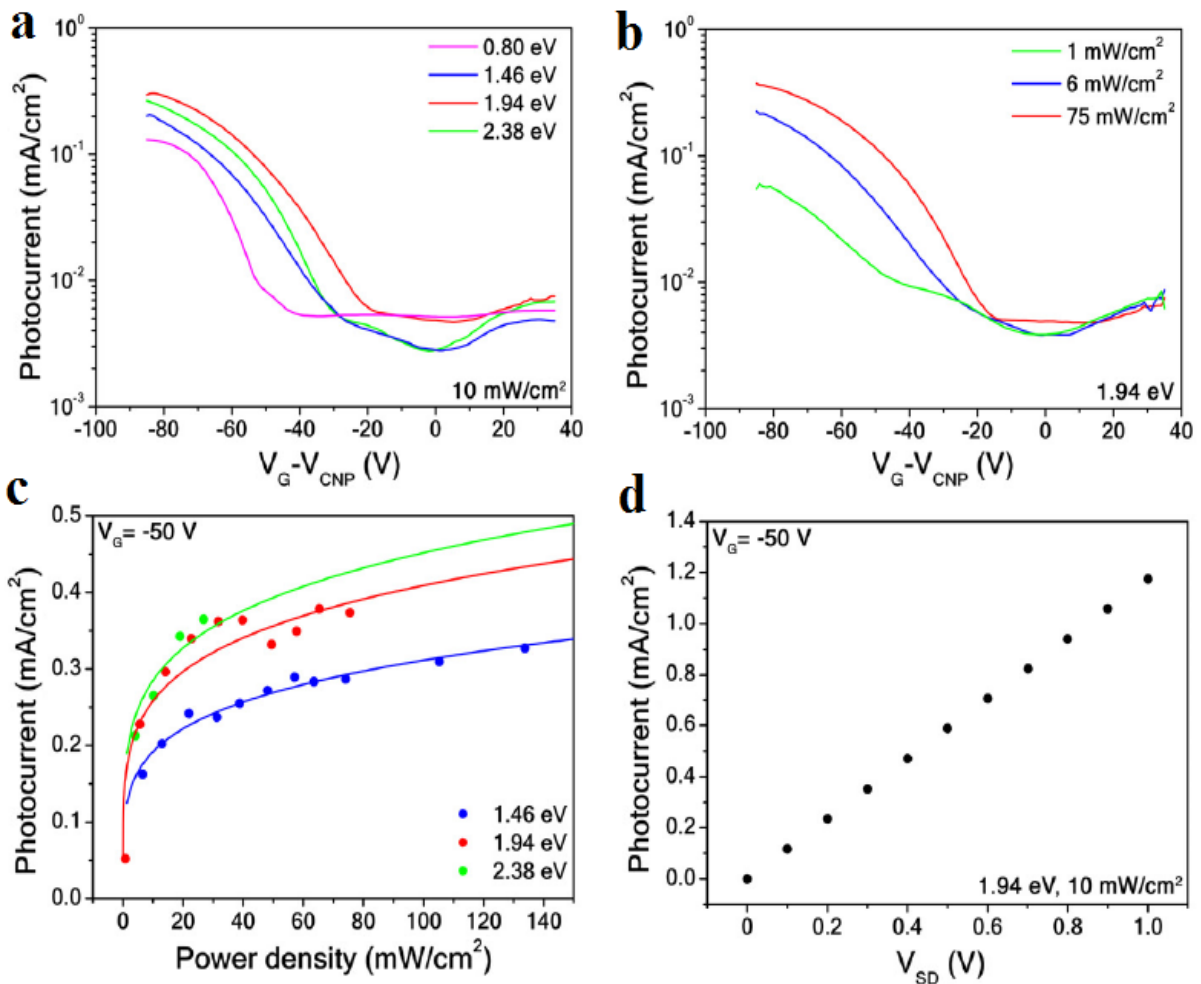 a
10⁰
10⁻¹
10⁻²
10⁻³
Photocurrent (mA/cm²)
0.80 eV
1.46 eV
1.94 eV
2.38 eV
10 mW/cm²
-100 -80 -60 -40 -20 0 20 40
V_G-V_CNP (V)
b
10⁰
10⁻¹
10⁻²
10⁻³
Photocurrent (mA/cm²)
1 mW/cm²
6 mW/cm²
75 mW/cm²
1.94 eV
-100 -80 -60 -40 -20 0 20 40
V_G-V_CNP (V)
c
V_G= -50 V
0.5
0.4
0.3
0.2
0.1
0.0
Photocurrent (mA/cm²)
1.46 eV
1.94 eV
2.38 eV
0 20 40 60 80 100 120 140
Power density (mW/cm²)
d
V_G= -50 V
1.4
1.2
1.0
0.8
0.6
0.4
0.2
0.0
Photocurrent (mA/cm²)
1.94 eV, 10 mW/cm²
0 0.2 0.4 0.6 0.8 1.0
V_SD (V)